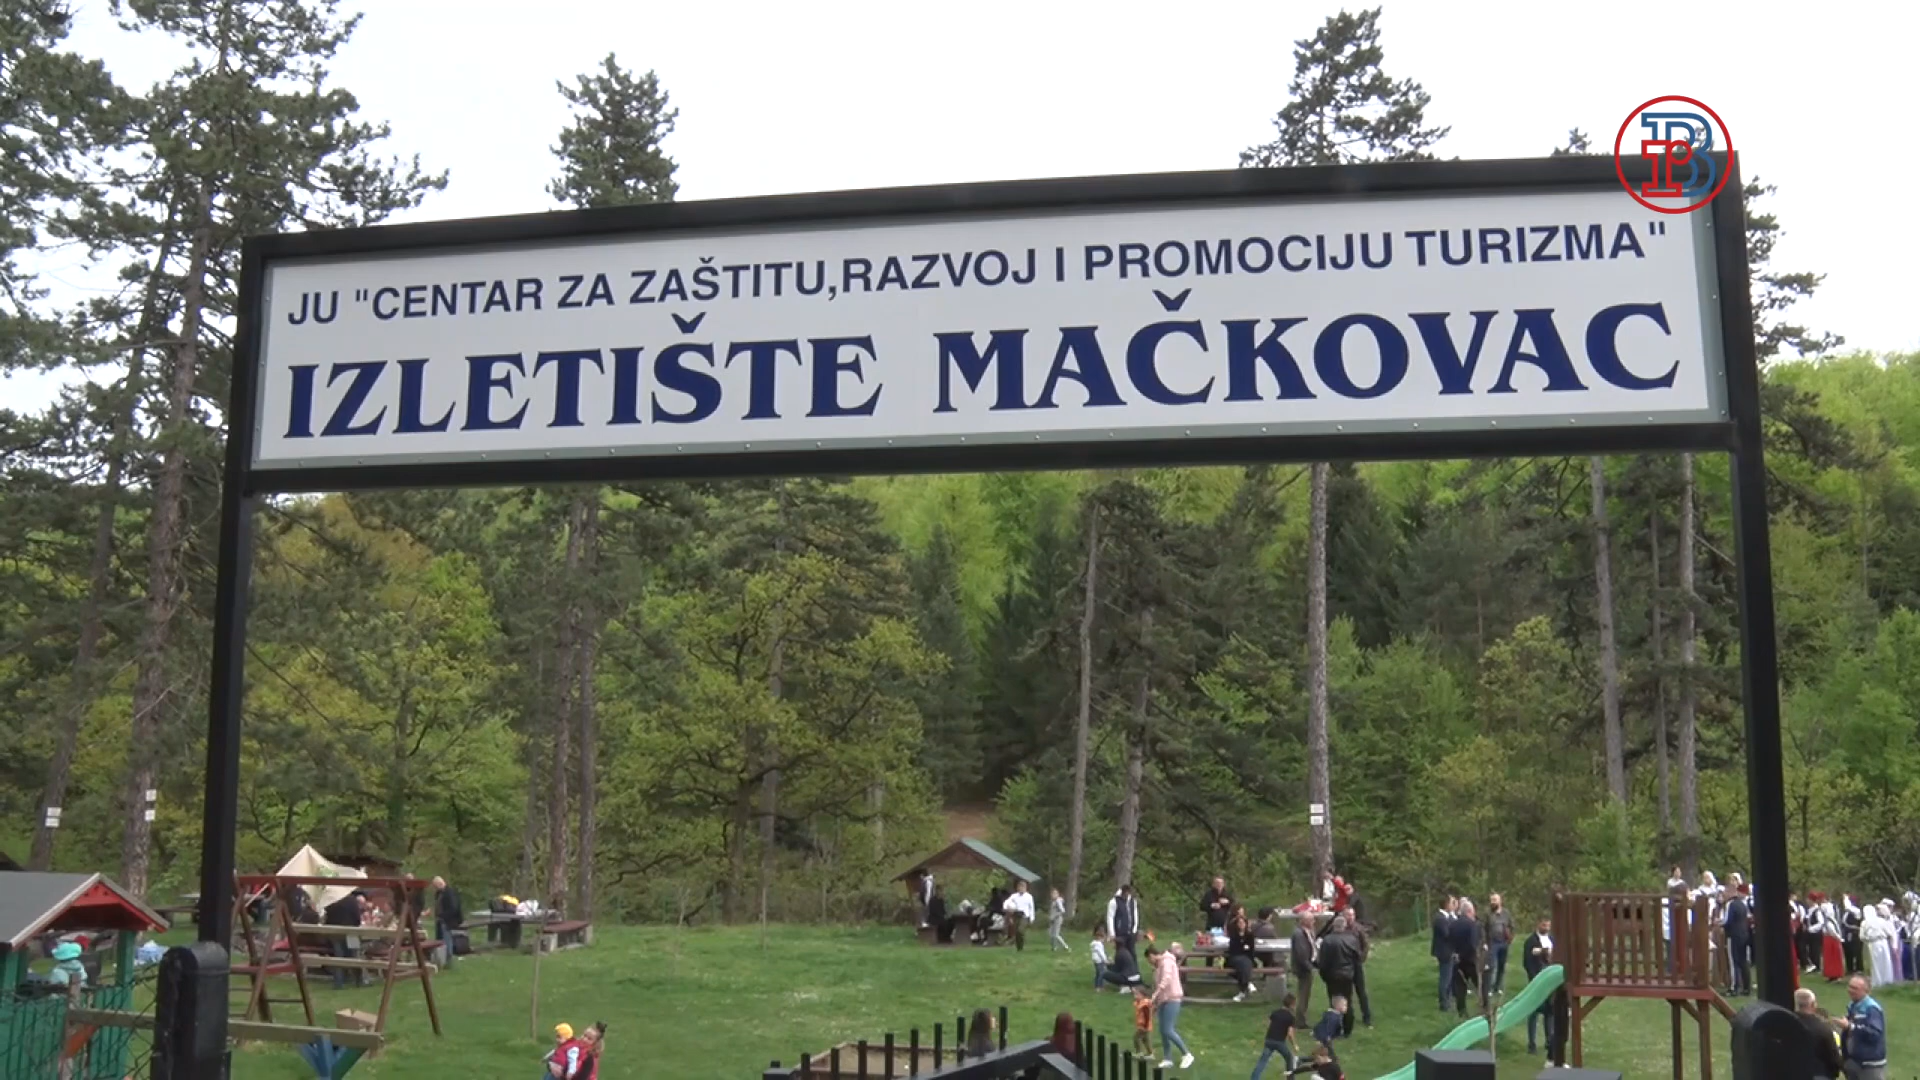 JU "CENTAR ZA ZAŠTITU,RAZVOJ I PROMOCIJU TURIZMA"
IZLETIŠTE MAČKOVAC